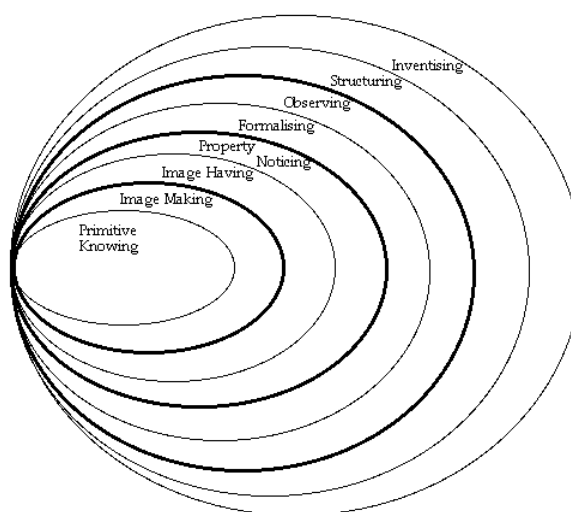 Inventising
Structuring
Observing
Formalising
Property
Noticing
Image Having
Image Making
Primitive
Knowing